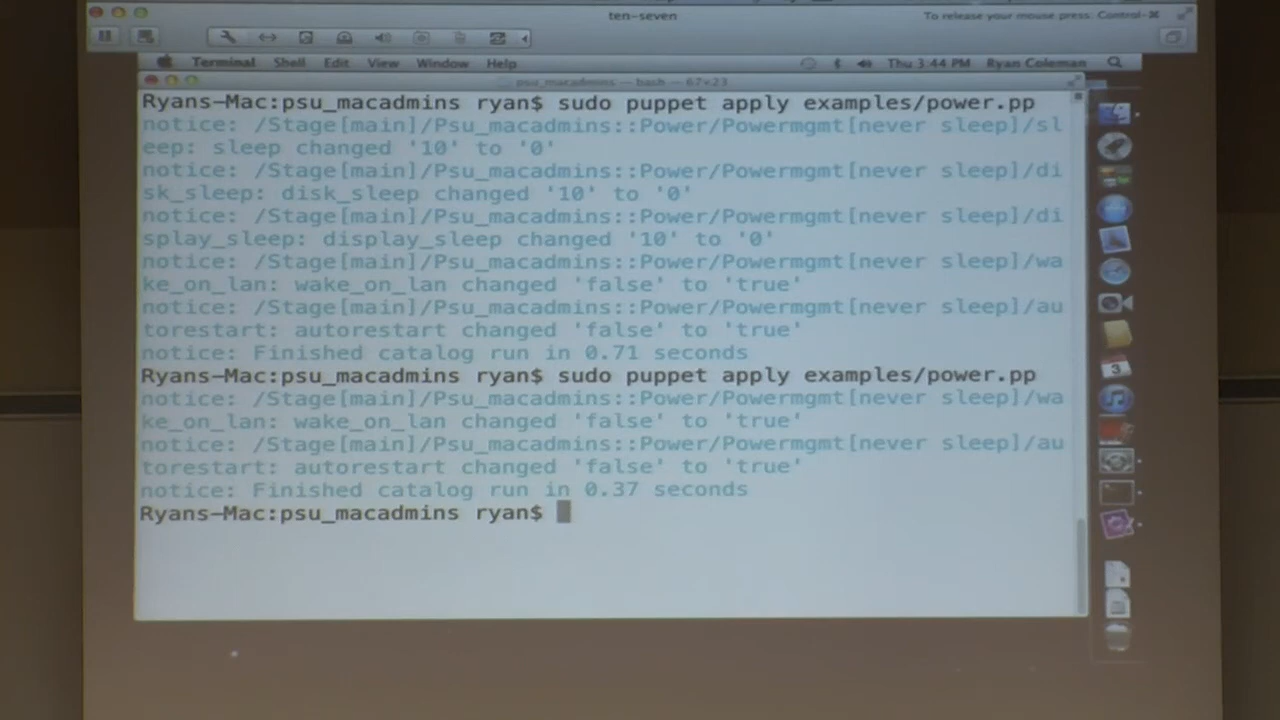 ten-seven
To release your mouse press: Control-⌘
Terminal Shell Edit View Window Help Thu 3:44 PM Ryan Coleman
psu_macadmins — bash — 67×23
Ryans-Mac:psu_macadmins ryan$ sudo puppet apply examples/power.pp
notice: /Stage[main]/Psu_macadmins::Power/Powermgmt[never sleep]/sl
eep: sleep changed '10' to '0'
notice: /Stage[main]/Psu_macadmins::Power/Powermgmt[never sleep]/di
sk_sleep: disk_sleep changed '10' to '0'
notice: /Stage[main]/Psu_macadmins::Power/Powermgmt[never sleep]/di
splay_sleep: display_sleep changed '10' to '0'
notice: /Stage[main]/Psu_macadmins::Power/Powermgmt[never sleep]/wa
ke_on_lan: wake_on_lan changed 'false' to 'true'
notice: /Stage[main]/Psu_macadmins::Power/Powermgmt[never sleep]/au
torestart: autorestart changed 'false' to 'true'
notice: Finished catalog run in 0.71 seconds
Ryans-Mac:psu_macadmins ryan$ sudo puppet apply examples/power.pp
notice: /Stage[main]/Psu_macadmins::Power/Powermgmt[never sleep]/wa
ke_on_lan: wake_on_lan changed 'false' to 'true'
notice: /Stage[main]/Psu_macadmins::Power/Powermgmt[never sleep]/au
torestart: autorestart changed 'false' to 'true'
notice: Finished catalog run in 0.37 seconds
Ryans-Mac:psu_macadmins ryan$
3